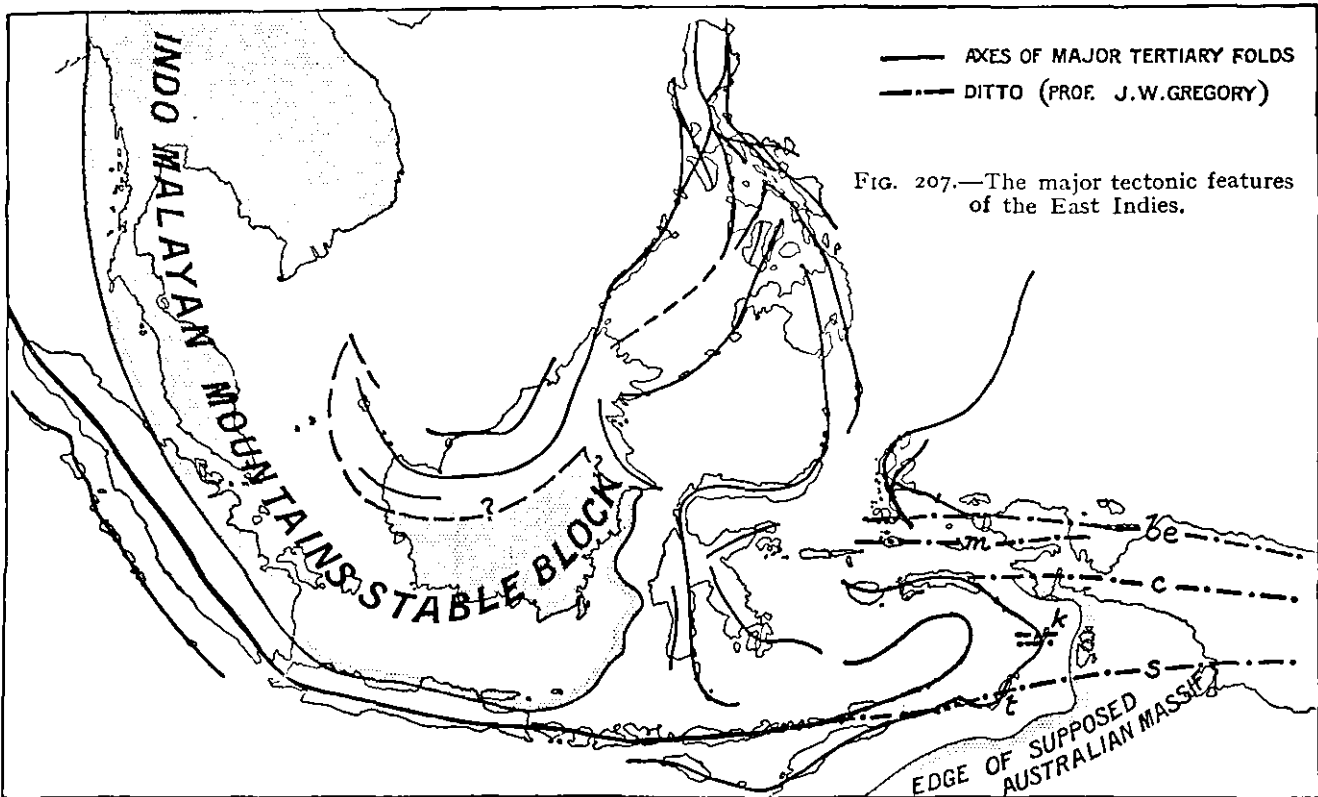 AXES OF MAJOR TERTIARY FOLDS
DITTO (PROF. J.W.GREGORY)
FIG. 207.—The major tectonic features
of the East Indies.
INDO MALAYAN MOUNTAINS STABLE BLOCK
?
?
be
m
c
k
s
t
EDGE OF SUPPOSED
AUSTRALIAN MASSIF